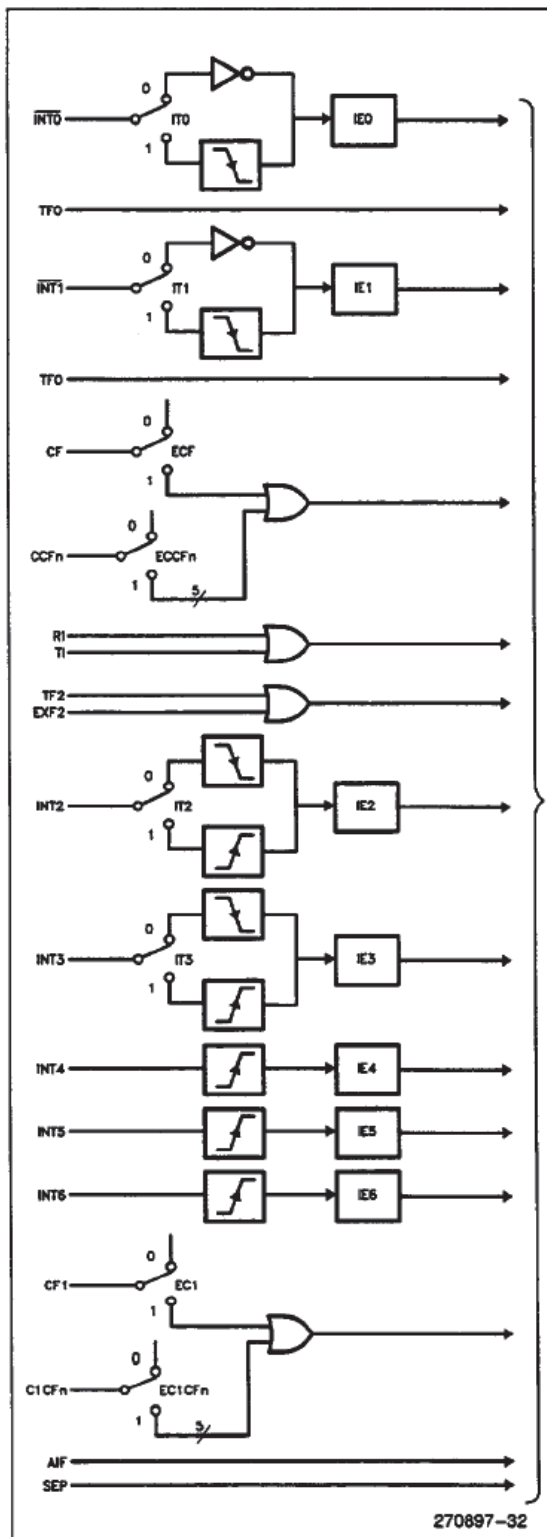 0
INT0 IT0 IE0
1
TF0
0
INT1 IT1 IE1
1
TF0
0
CF ECF
1
0
CCFn ECCFn
1 5
R1
TI
TF2
EXF2
0
INT2 IT2 IE2
1
0
INT3 IT3 IE3
1
INT4 IE4
INT5 IE5
INT6 IE6
0
CF1 EC1
1
0
C1CFn EC1CFn
1 5
AIF
SEP
270897-32